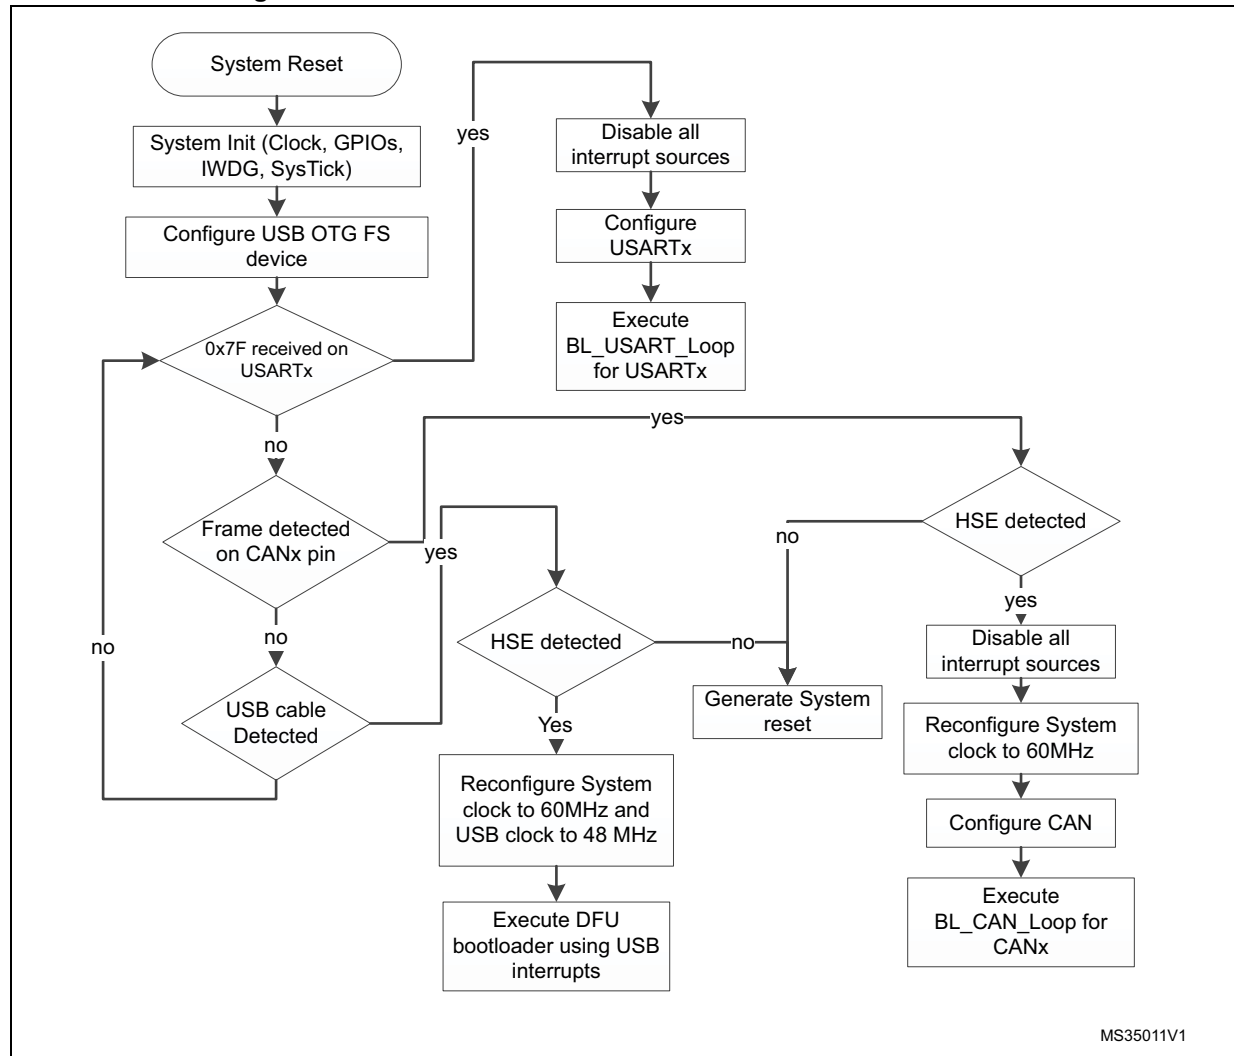 System Reset
System Init (Clock, GPIOs,
IWDG, SysTick)
Configure USB OTG FS
device
0x7F received on
USARTx
yes
Disable all
interrupt sources
Configure
USARTx
Execute
BL_USART_Loop
for USARTx
no
Frame detected
on CANx pin
yes
HSE detected
no
yes
Disable all
interrupt sources
Reconfigure System
clock to 60MHz
Configure CAN
Execute
BL_CAN_Loop for
CANx
no
USB cable
Detected
no
yes
HSE detected
no
Generate System
reset
Yes
Reconfigure System
clock to 60MHz and
USB clock to 48 MHz
Execute DFU
bootloader using USB
interrupts
MS35011V1